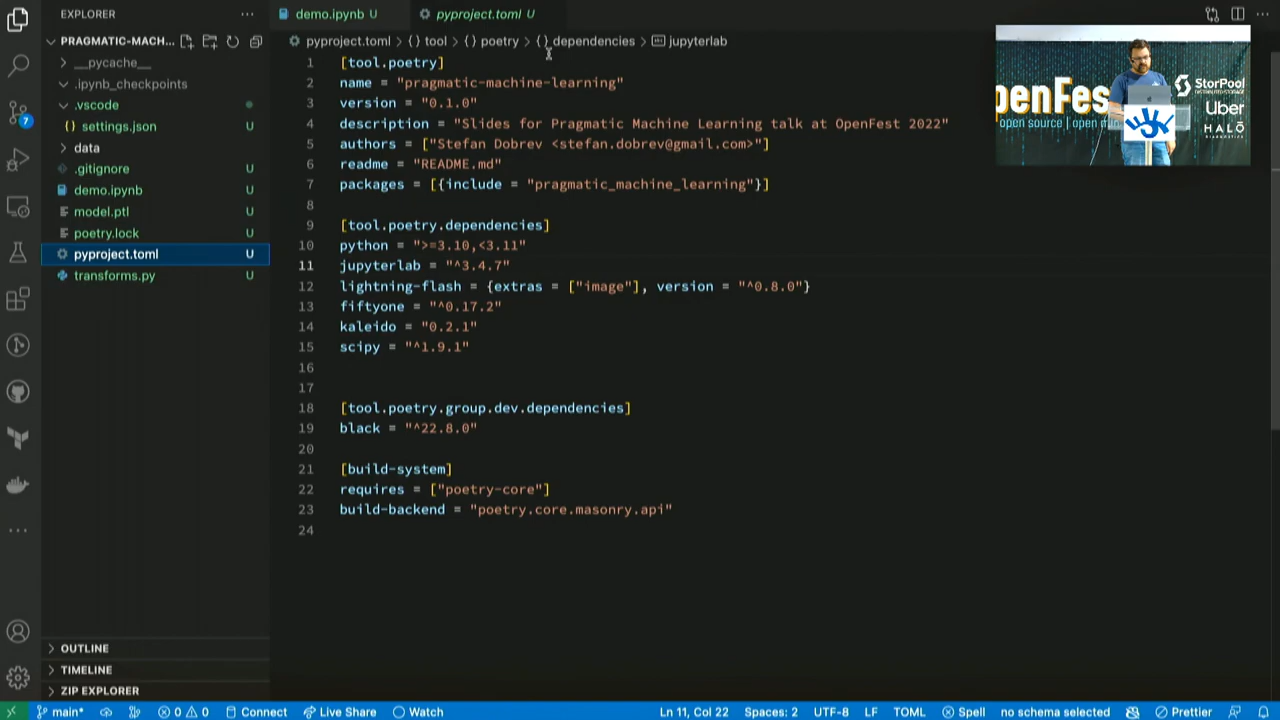 EXPLORER
PRAGMATIC-MACH...
__pycache__
.ipynb_checkpoints
.vscode
settings.json U
data
.gitignore U
demo.ipynb U
model.ptl U
poetry.lock U
pyproject.toml U
transforms.py U
OUTLINE
TIMELINE
ZIP EXPLORER
7
demo.ipynb U
pyproject.toml U
pyproject.toml > {} tool > {} poetry > {} dependencies > jupyterlab
1 [tool.poetry]
2 name = "pragmatic-machine-learning"
3 version = "0.1.0"
4 description = "Slides for Pragmatic Machine Learning talk at OpenFest 2022"
5 authors = ["Stefan Dobrev <stefan.dobrev@gmail.com>"]
6 readme = "README.md"
7 packages = [{include = "pragmatic_machine_learning"}]
8
9 [tool.poetry.dependencies]
10 python = ">=3.10,<3.11"
11 jupyterlab = "^3.4.7"
12 lightning-flash = {extras = ["image"], version = "^0.8.0"}
13 fiftyone = "^0.17.2"
14 kaleido = "0.2.1"
15 scipy = "^1.9.1"
16
17
18 [tool.poetry.group.dev.dependencies]
19 black = "^22.8.0"
20
21 [build-system]
22 requires = ["poetry-core"]
23 build-backend = "poetry.core.masonry.api"
24
penFes
open source | open
StorPool
DISTRIBUTED STORAGE
Uber
HALO
DIAGNOSTICS
main* 0 0 Connect Live Share Watch Ln 11, Col 22 Spaces: 2 UTF-8 LF TOML Spell no schema selected Prettier